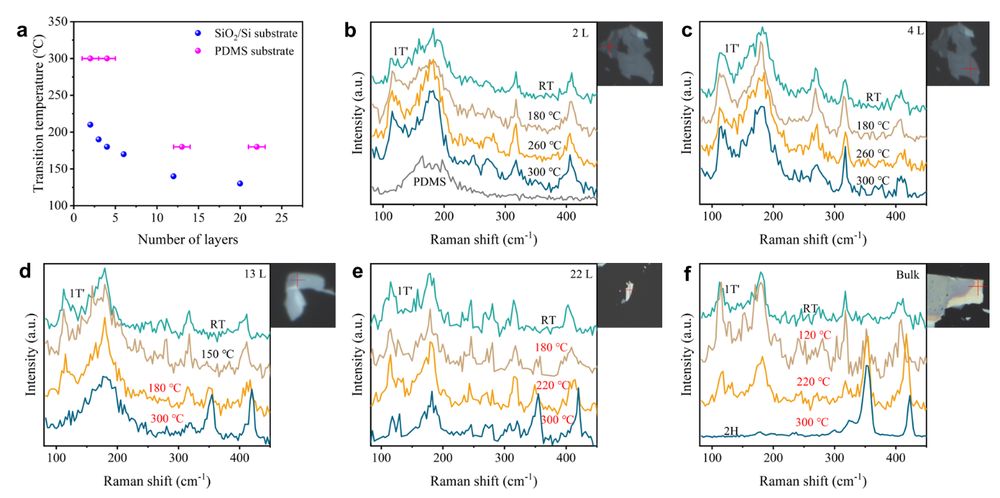 a
350
300
250
200
150
100
0
5
10
15
20
25
Transition temperature (℃)
Number of layers
SiO2/Si substrate
PDMS substrate
b
2 L
1T'
RT
180 ℃
260 ℃
300 ℃
PDMS
100
200
300
400
Intensity (a.u.)
Raman shift (cm-1)
c
4 L
1T'
RT
180 ℃
260 ℃
300 ℃
100
200
300
400
Intensity (a.u.)
Raman shift (cm-1)
d
13 L
1T'
RT
150 ℃
180 ℃
300 ℃
100
200
300
400
Intensity (a.u.)
Raman shift (cm-1)
e
22 L
1T'
RT
180 ℃
220 ℃
300 ℃
100
200
300
400
Intensity (a.u.)
Raman shift (cm-1)
f
Bulk
1T'
RT
120 ℃
220 ℃
300 ℃
2H
100
200
300
400
Intensity (a.u.)
Raman shift (cm-1)